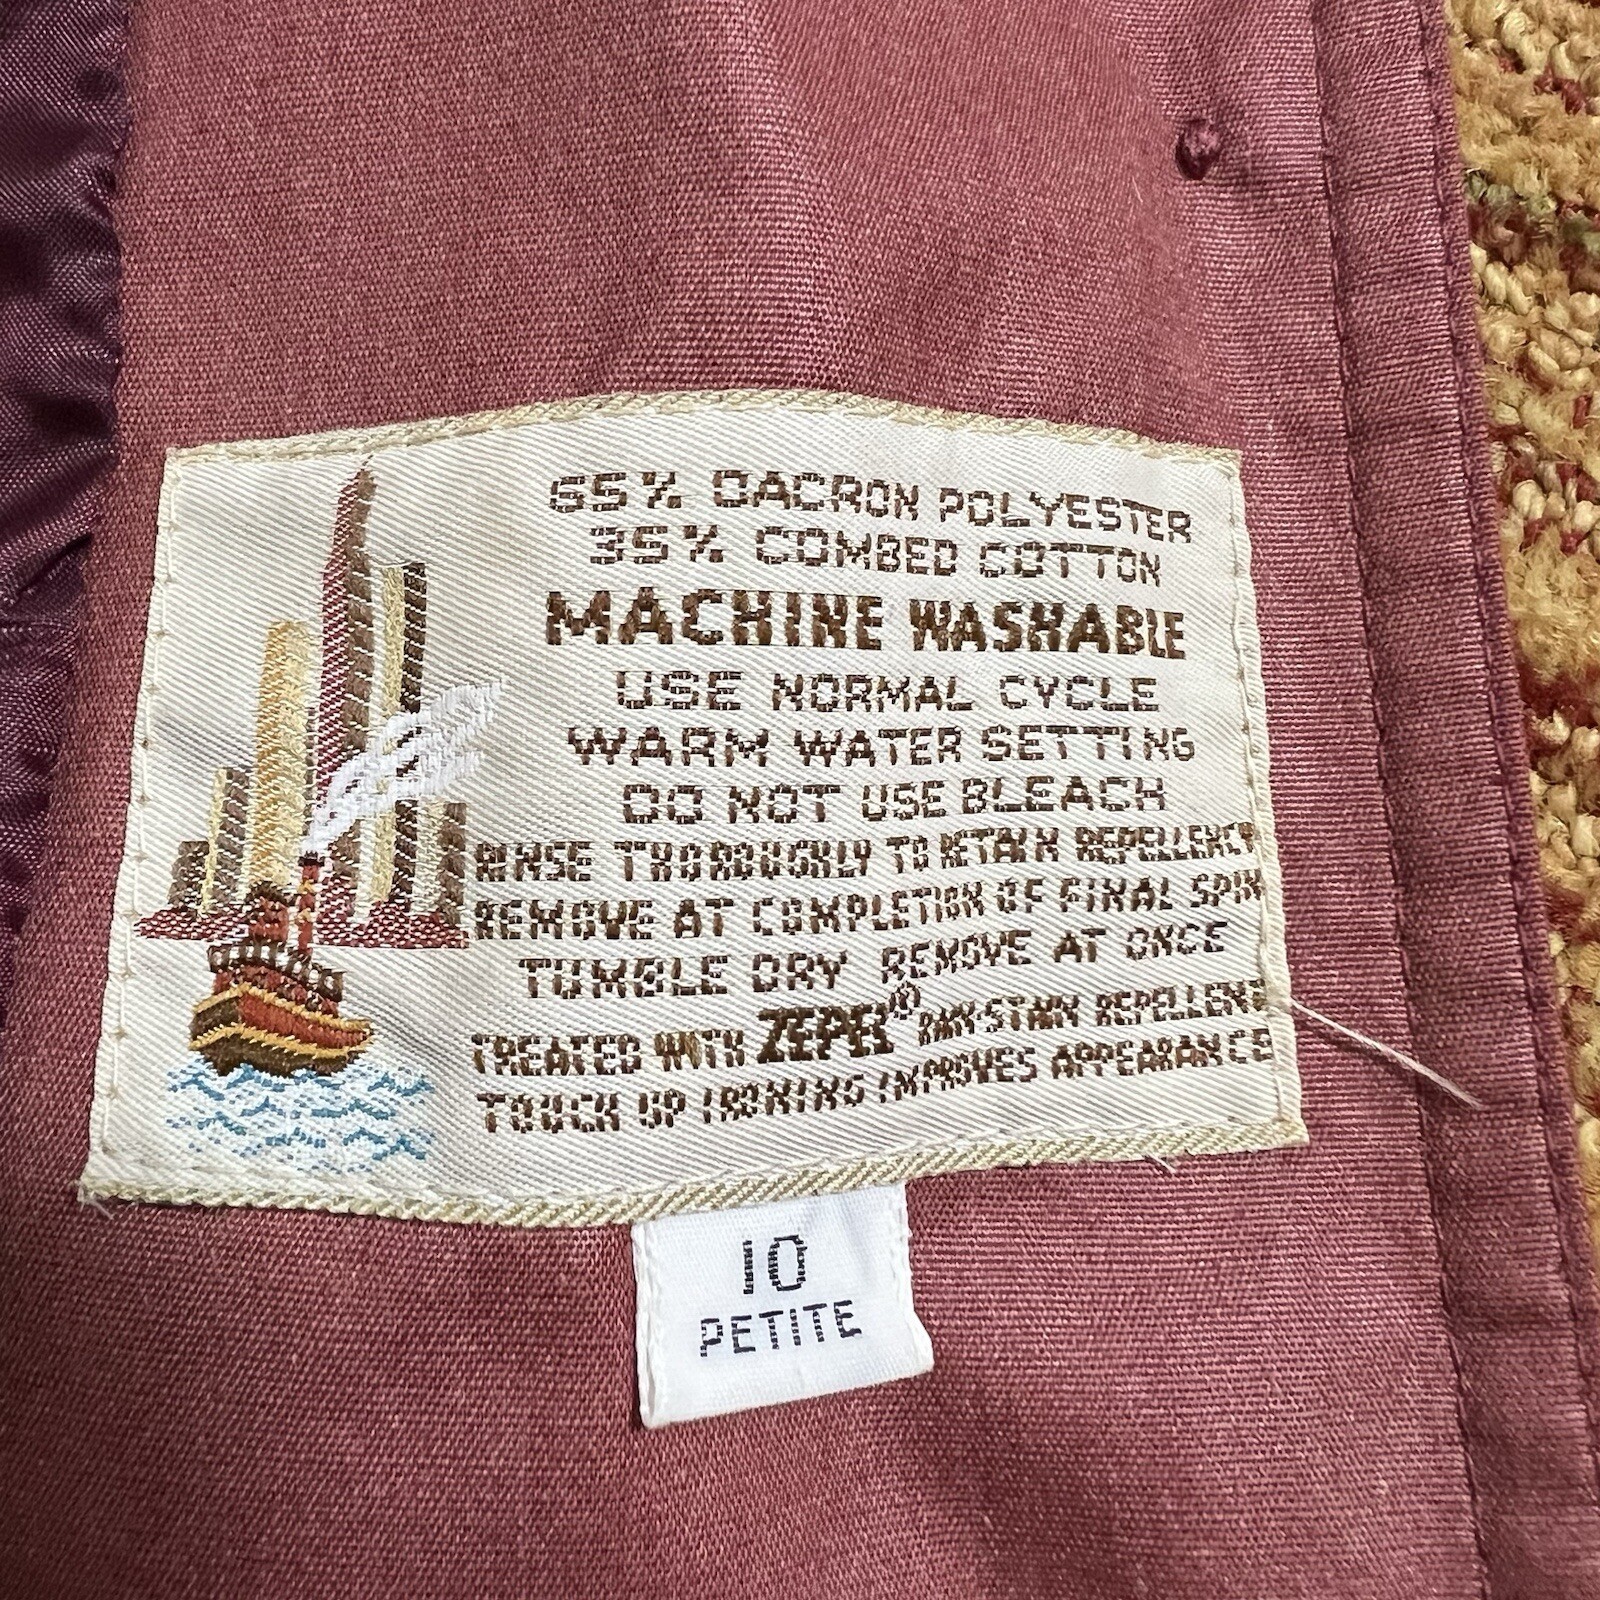 65% DACRON POLYESTER
35% COMBED COTTON
MACHINE WASHABLE
USE NORMAL CYCLE
WARM WATER SETTING
DO NOT USE BLEACH
RINSE THOROUGHLY TO RETAIN REPELLENCY
REMOVE AT COMPLETION OF FINAL SPIN
TUMBLE DRY REMOVE AT ONCE
TREATED WITH ZEPEL® RAIN-STAIN REPELLENT
TOUCH UP IRONING IMPROVES APPEARANCE
10
PETITE